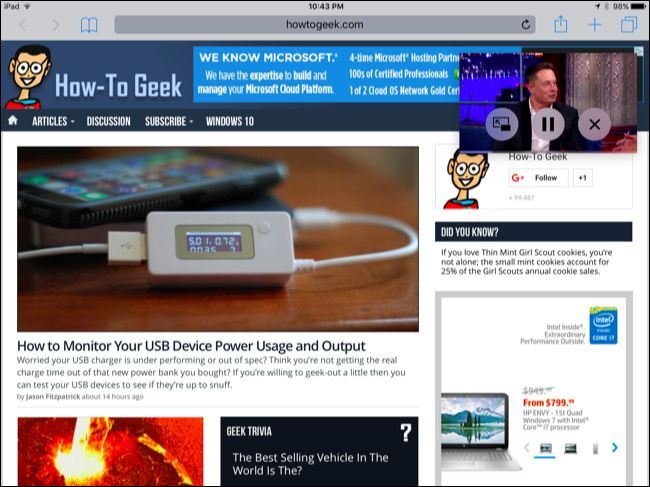 iPad
10:43 PM
98%
howtogeek.com
How-To Geek
WE KNOW MICROSOFT.®
We have the expertise to build and
manage your Microsoft Cloud Platform.
4-time Microsoft® Hosting Partn
100s of Certified Professionals
1 of 2 Cloud OS Network Gold Cer
ARTICLES
DISCUSSION
SUBSCRIBE
WINDOWS 10
How-To Geek
G+ Follow
+1
+ 99,481
5.01. 0.72.
0035 7
DID YOU KNOW?
If you love Thin Mint Girl Scout cookies, you're
not alone; the small mint cookies account for
25% of the Girl Scouts annual cookie sales.
How to Monitor Your USB Device Power Usage and Output
Worried your USB charger is under performing or out of spec? Think you're not getting the real
charge time out of that new power bank you bought? If you're willing to geek-out a little then you
can test your USB devices to see if they're up to snuff.
by Jason Fitzpatrick about 14 hours ago
Intel Inside®.
Extraordinary
Performance Outside.
intel
inside™
CORE i7
$949.99
From $799.99
HP ENVY - 15t Quad
Windows 7 with Intel®
Core™ i7 processor
GEEK TRIVIA
?
The Best Selling Vehicle In The
World Is The?